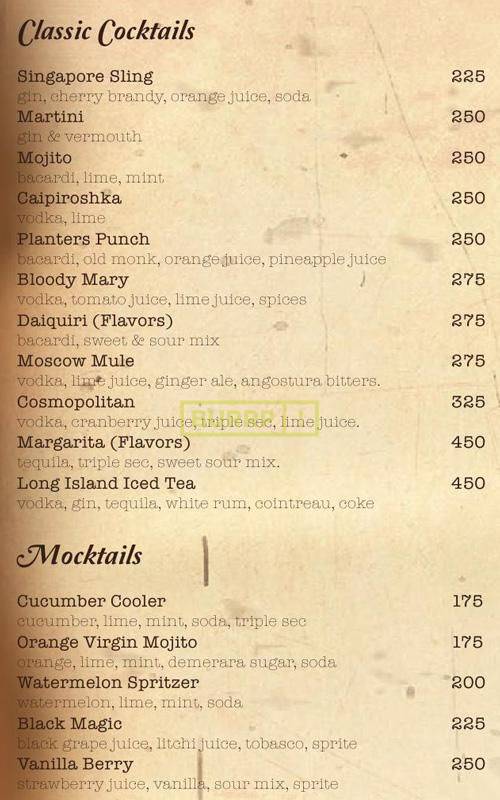 Classic Cocktails
Singapore Sling 225
gin, cherry brandy, orange juice, soda
Martini 250
gin & vermouth
Mojito 250
bacardi, lime, mint
Caipiroshka 250
vodka, lime
Planters Punch 250
bacardi, old monk, orange juice, pineapple juice
Bloody Mary 275
vodka, tomato juice, lime juice, spices
Daiquiri (Flavors) 275
bacardi, sweet & sour mix
Moscow Mule 275
vodka, lime juice, ginger ale, angostura bitters.
Cosmopolitan 325
vodka, cranberry juice, triple sec, lime juice.
Margarita (Flavors) 450
tequila, triple sec, sweet sour mix.
Long Island Iced Tea 450
vodka, gin, tequila, white rum, cointreau, coke
Mocktails
Cucumber Cooler 175
cucumber, lime, mint, soda, triple sec
Orange Virgin Mojito 175
orange, lime, mint, demerara sugar, soda
Watermelon Spritzer 200
watermelon, lime, mint, soda
Black Magic 225
black grape juice, litchi juice, tobasco, sprite
Vanilla Berry 250
strawberry juice, vanilla, sour mix, sprite